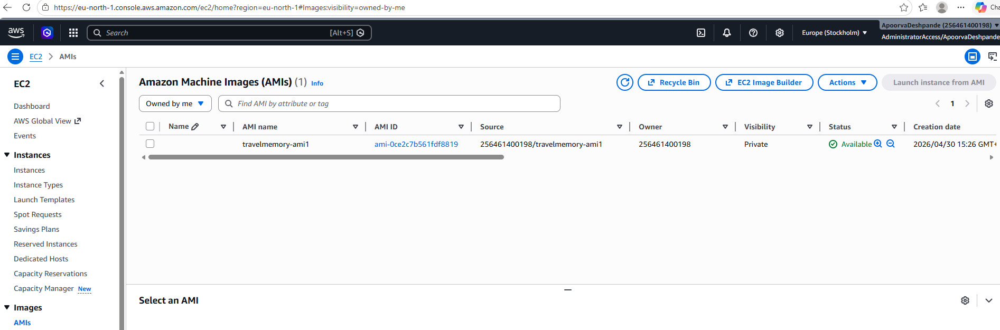 https://eu-north-1.console.aws.amazon.com/ec2/home?region=eu-north-1#Images:visibility=owned-by-me
Cha
aws
Search
[Alt+S]
Europe (Stockholm)
ApoorvaDeshpande (256461400198)
AdministratorAccess/ApoorvaDeshpande
EC2 > AMIs
EC2
Dashboard
AWS Global View
Events
Instances
Instances
Instance Types
Launch Templates
Spot Requests
Savings Plans
Reserved Instances
Dedicated Hosts
Capacity Reservations
Capacity Manager New
Images
AMIs
Amazon Machine Images (AMIs) (1) Info
Recycle Bin
EC2 Image Builder
Actions
Launch instance from AMI
Owned by me
Find AMI by attribute or tag
1
Name AMI name AMI ID Source Owner Visibility Status Creation date
travelmemory-ami1 ami-0ce2c7b561fdf8819 256461400198/travelmemory-ami1 256461400198 Private Available 2026/04/30 15:26 GMT+
Select an AMI